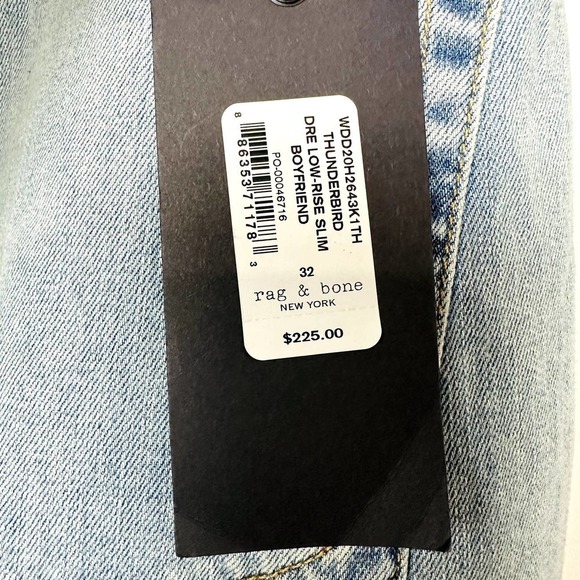 WDD20H2643K1TH
THUNDERBIRD
DRE LOW-RISE SLIM
BOYFRIEND
PO-00046716
8 86353 71178 3
32
rag & bone
NEW YORK
$225.00